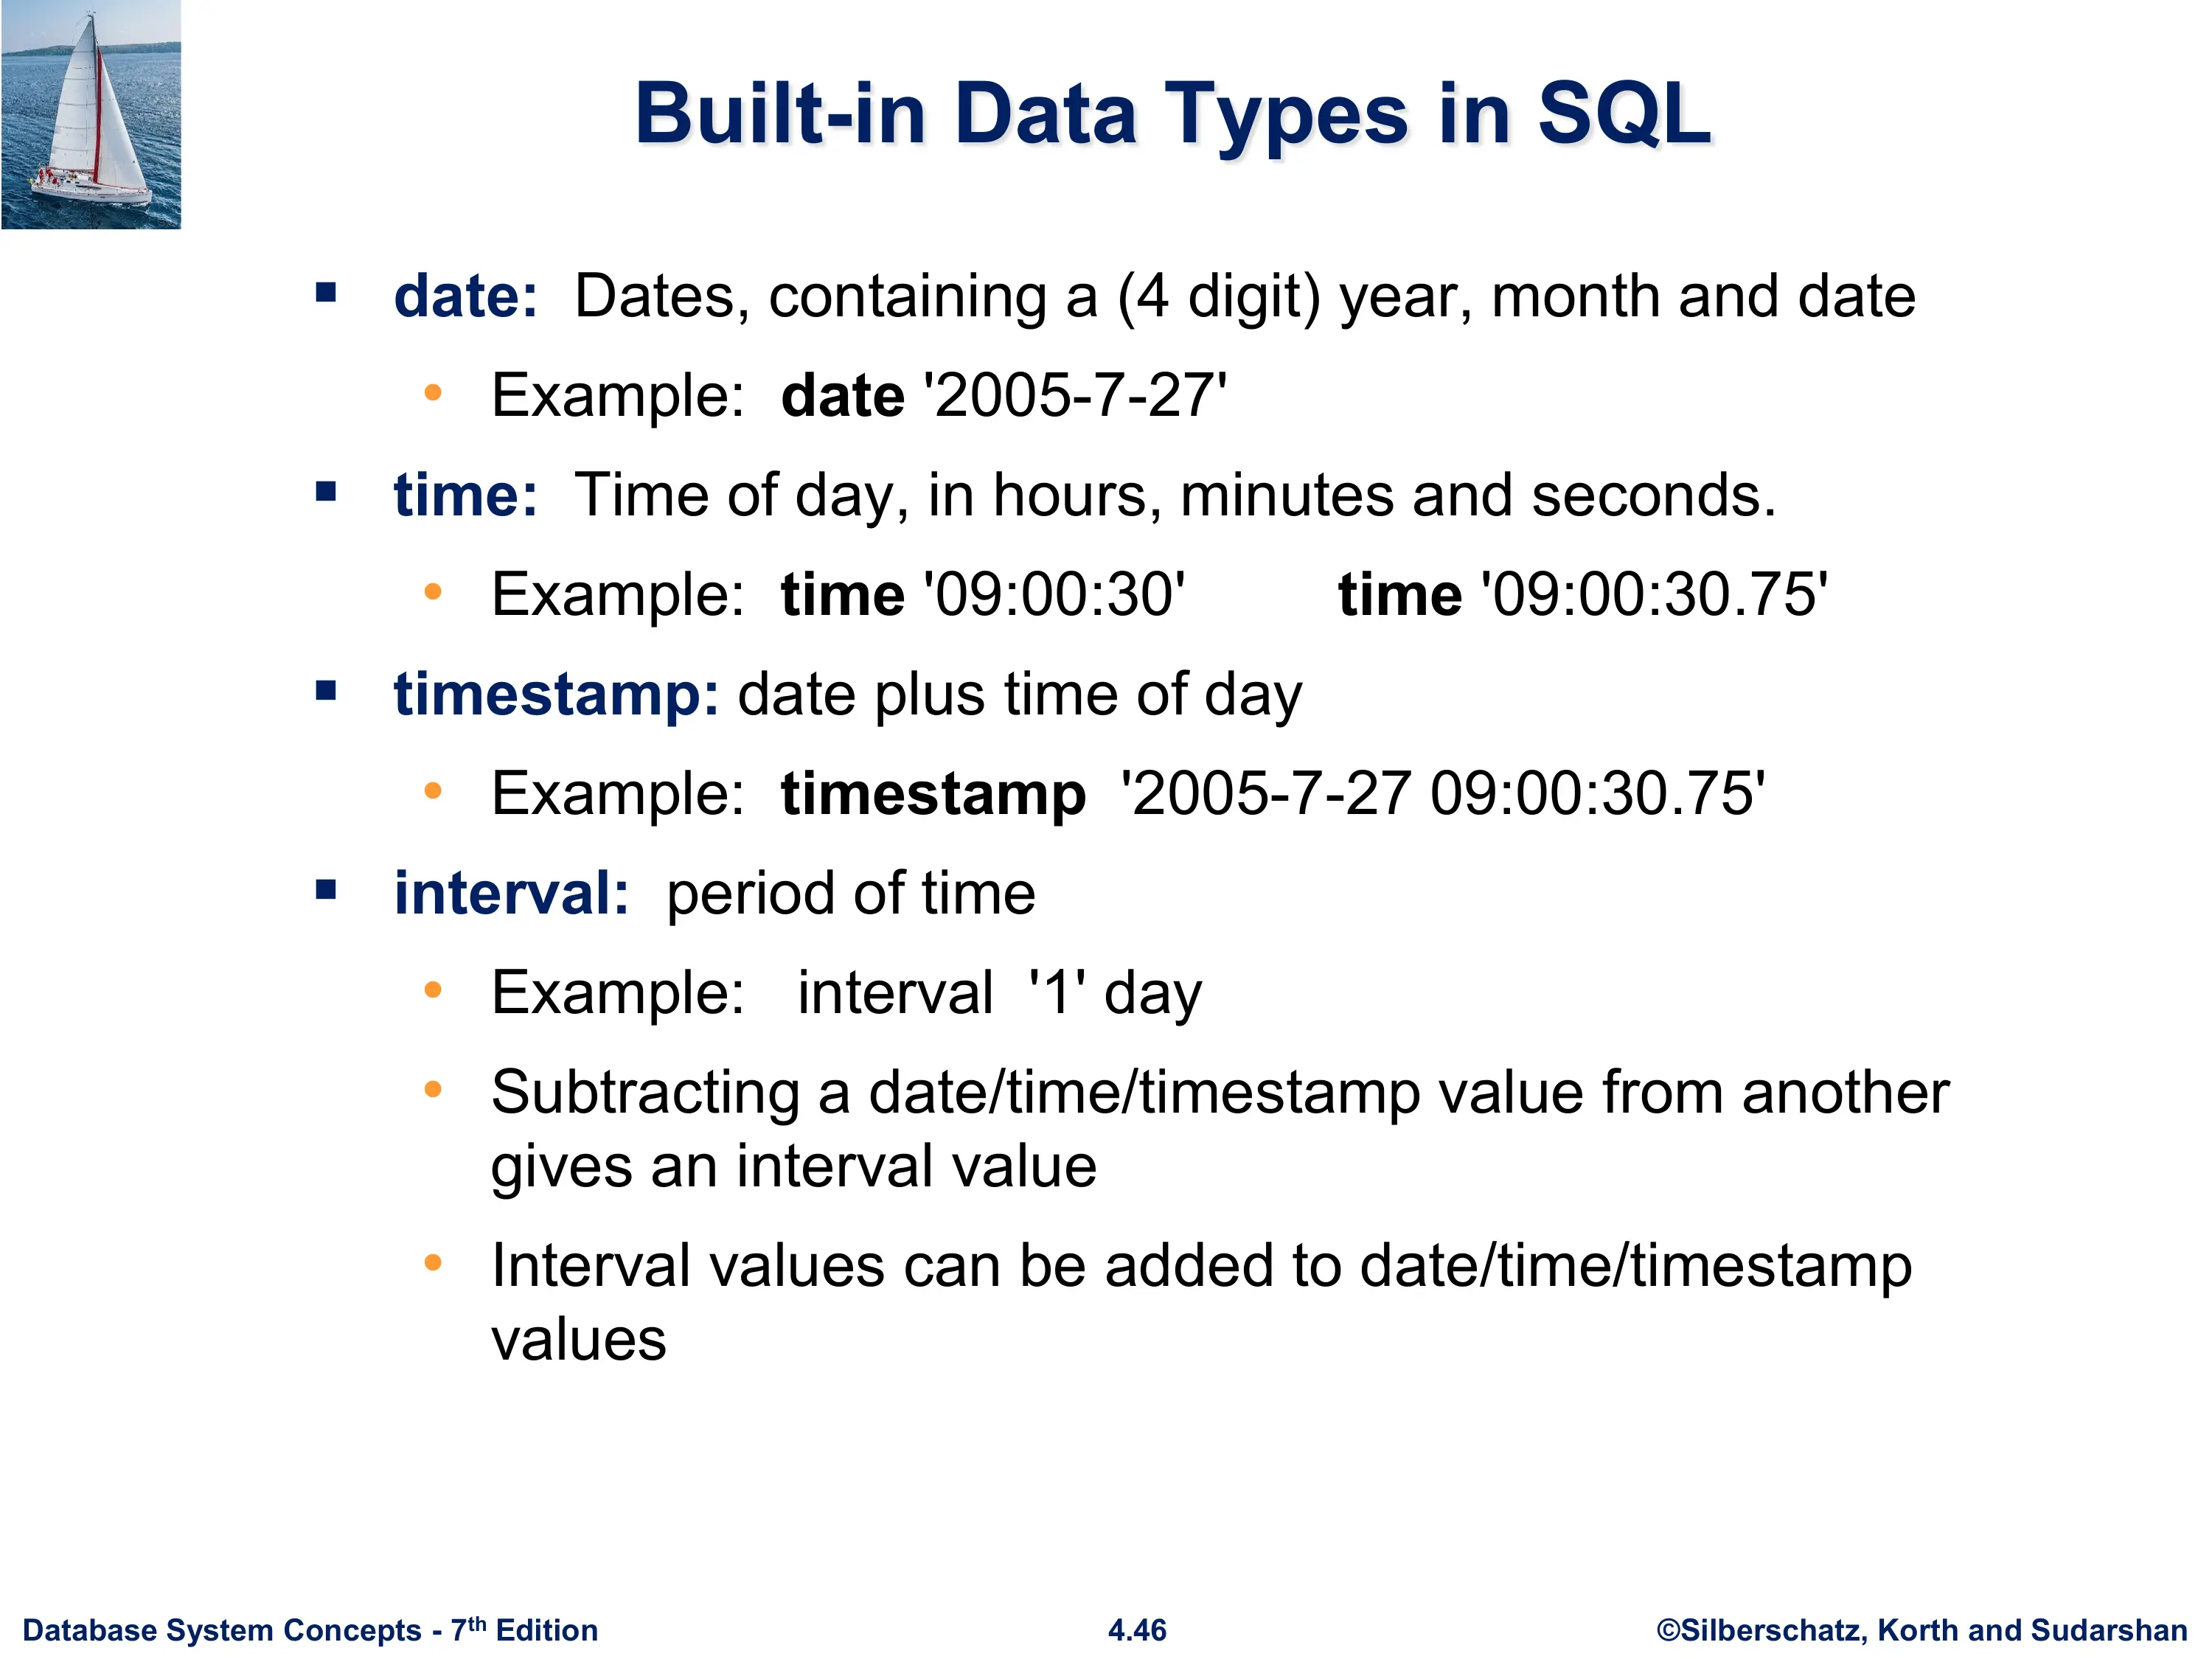 Built-in Data Types in SQL
▪ date: Dates, containing a (4 digit) year, month and date
• Example: date '2005-7-27'
▪ time: Time of day, in hours, minutes and seconds.
• Example: time '09:00:30' time '09:00:30.75'
▪ timestamp: date plus time of day
• Example: timestamp '2005-7-27 09:00:30.75'
▪ interval: period of time
• Example: interval '1' day
• Subtracting a date/time/timestamp value from another
gives an interval value
• Interval values can be added to date/time/timestamp
values
Database System Concepts - 7th Edition 4.46 ©Silberschatz, Korth and Sudarshan